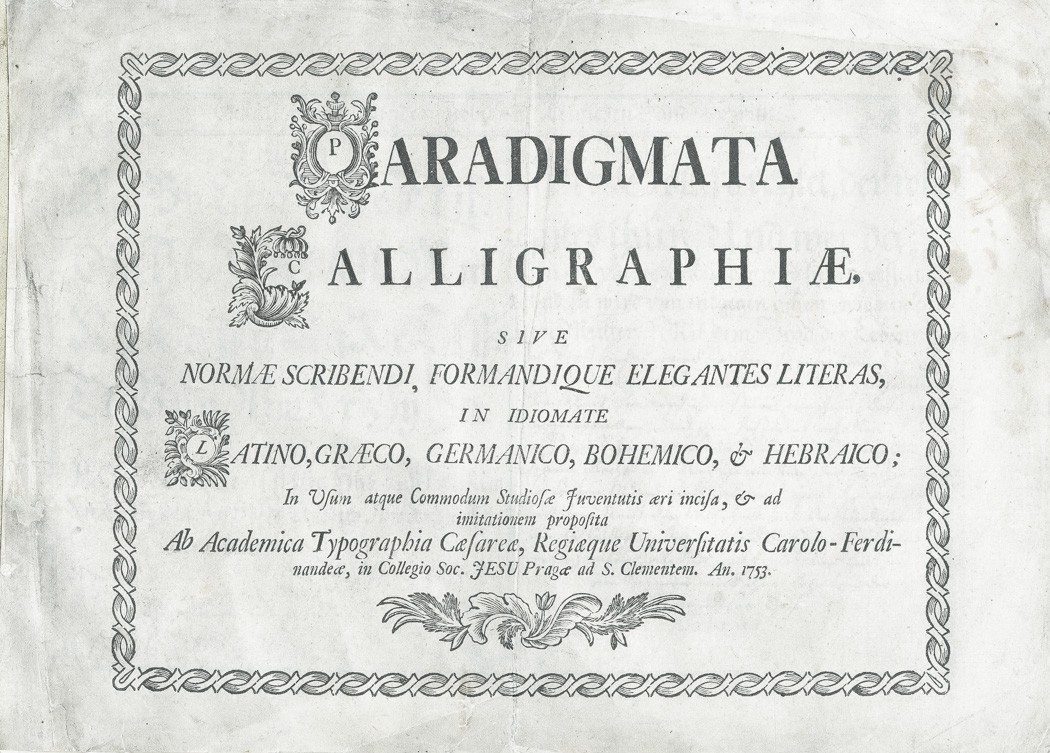 PARADIGMATA
CALLIGRAPHIÆ,
SIVE
NORMÆ SCRIBENDI, FORMANDIQUE ELEGANTES LITERAS,
IN IDIOMATE
LATINO, GRÆCO, GERMANICO, BOHEMICO, & HEBRAICO;
In Uſum atque Commodum Studioſæ Juventutis æri inciſa, & ad
imitationem propoſita
Ab Academica Typographia Cæſareæ, Regiæque Univerſitatis Carolo-Ferdi-
nandeæ, in Collegio Soc. JESU Pragæ ad S. Clementem. An. 1753.